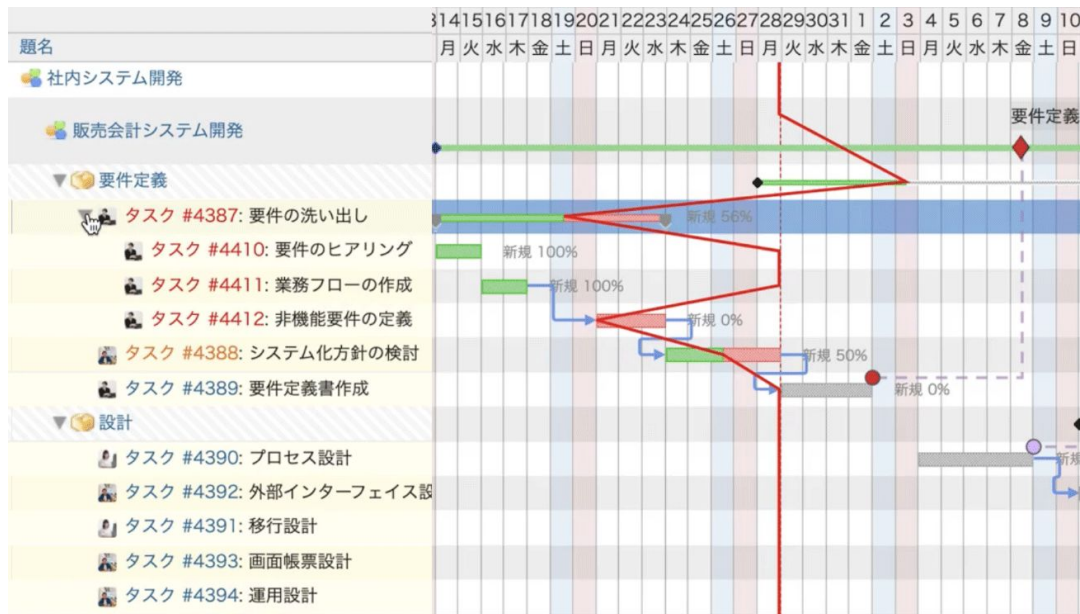 14 15 16 17 18 19 20 21 22 23 24 25 26 27 28 29 30 31 1 2 3 4 5 6 7 8 9 10
題名
月 火 水 木 金 土 日 月 火 水 木 金 土 日 月 火 水 木 金 土 日 月 火 水 木 金 土 日
社内システム開発
要件定義
販売会計システム開発
要件定義
タスク #4387: 要件の洗い出し
新規 56%
タスク #4410: 要件のヒアリング
新規 100%
タスク #4411: 業務フローの作成
新規 100%
タスク #4412: 非機能要件の定義
新規 0%
タスク #4388: システム化方針の検討
新規 50%
タスク #4389: 要件定義書作成
新規 0%
設計
タスク #4390: プロセス設計
新規
タスク #4392: 外部インターフェイス設
タスク #4391: 移行設計
タスク #4393: 画面帳票設計
タスク #4394: 運用設計